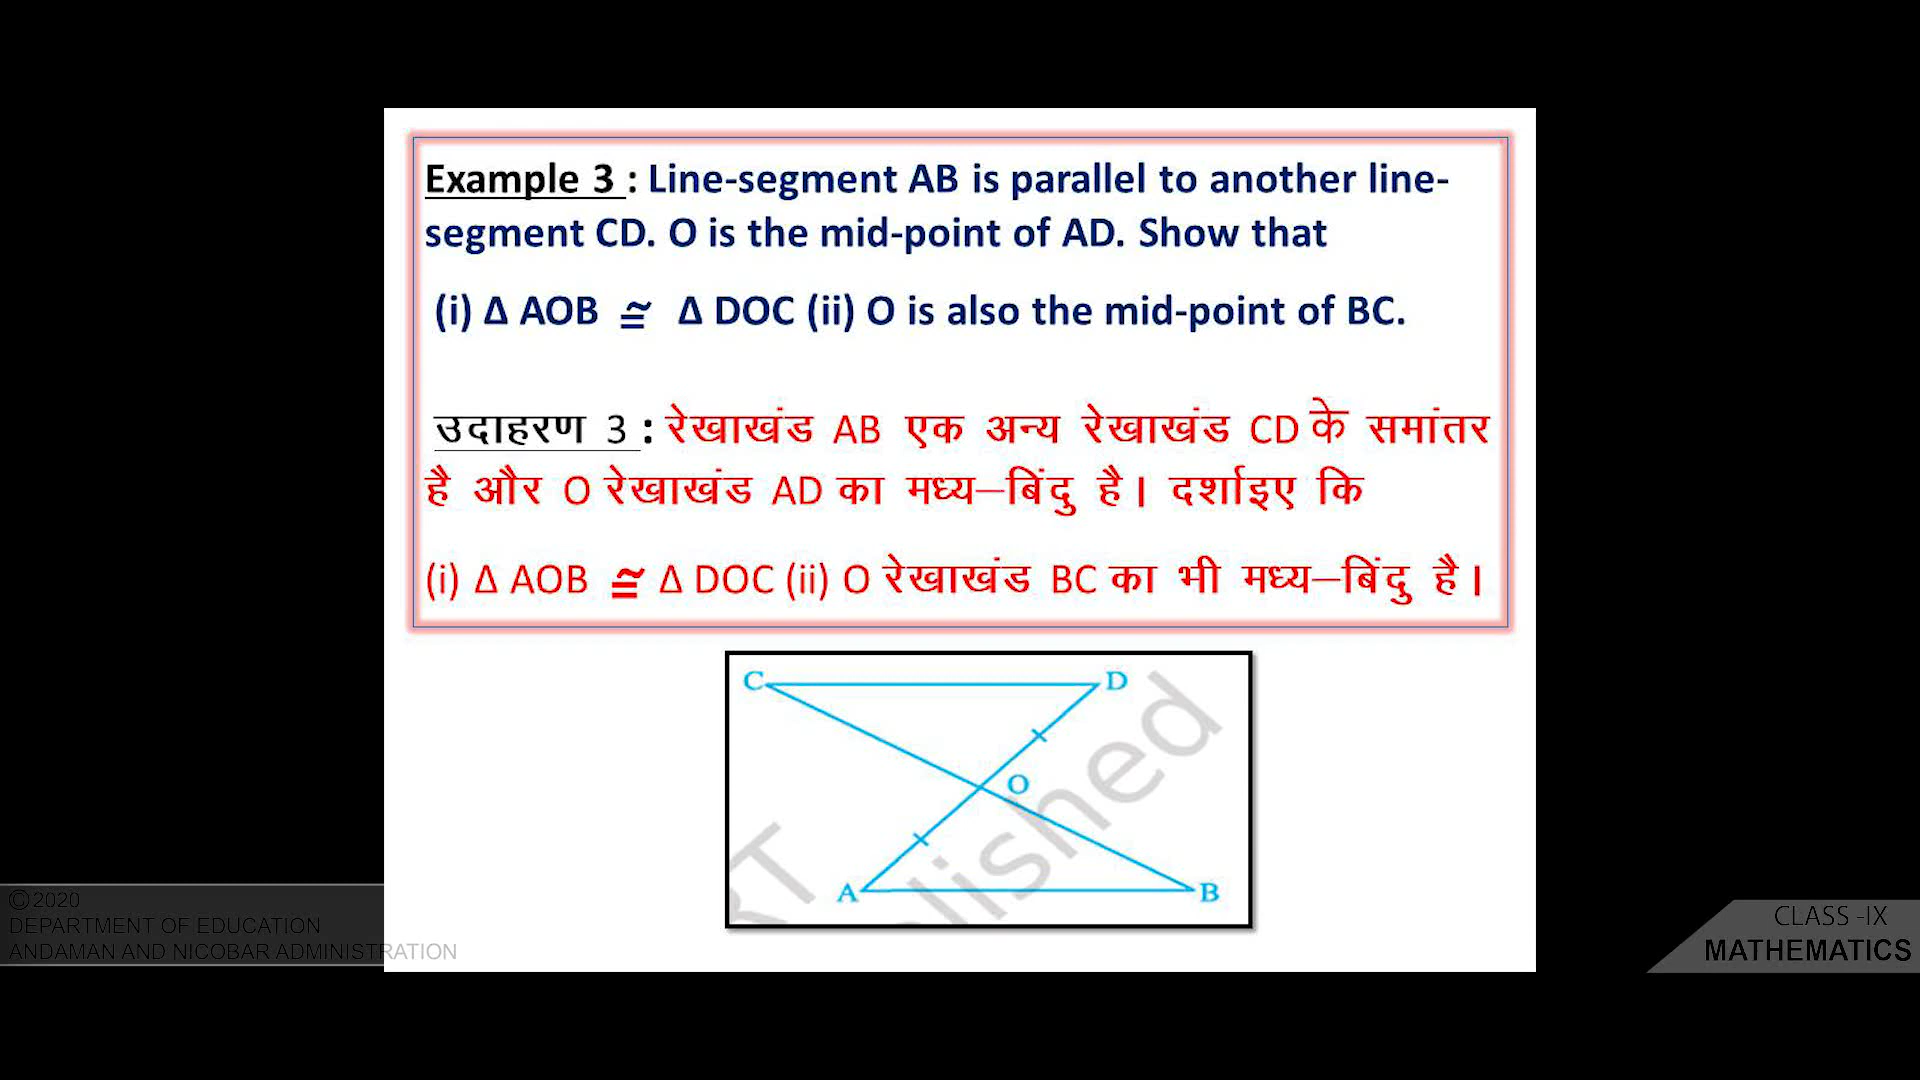 Example 3 : Line-segment AB is parallel to another line-
segment CD. O is the mid-point of AD. Show that
(i) Δ AOB ≅ Δ DOC (ii) O is also the mid-point of BC.
उदाहरण 3 : रेखाखंड AB एक अन्य रेखाखंड CD के समांतर
है और O रेखाखंड AD का मध्य–बिंदु है। दर्शाइए कि
(i) Δ AOB ≅ Δ DOC (ii) O रेखाखंड BC का भी मध्य–बिंदु है।
C
D
O
A
B
©2020
DEPARTMENT OF EDUCATION
ANDAMAN AND NICOBAR ADMINISTRATION
CLASS -IX
MATHEMATICS